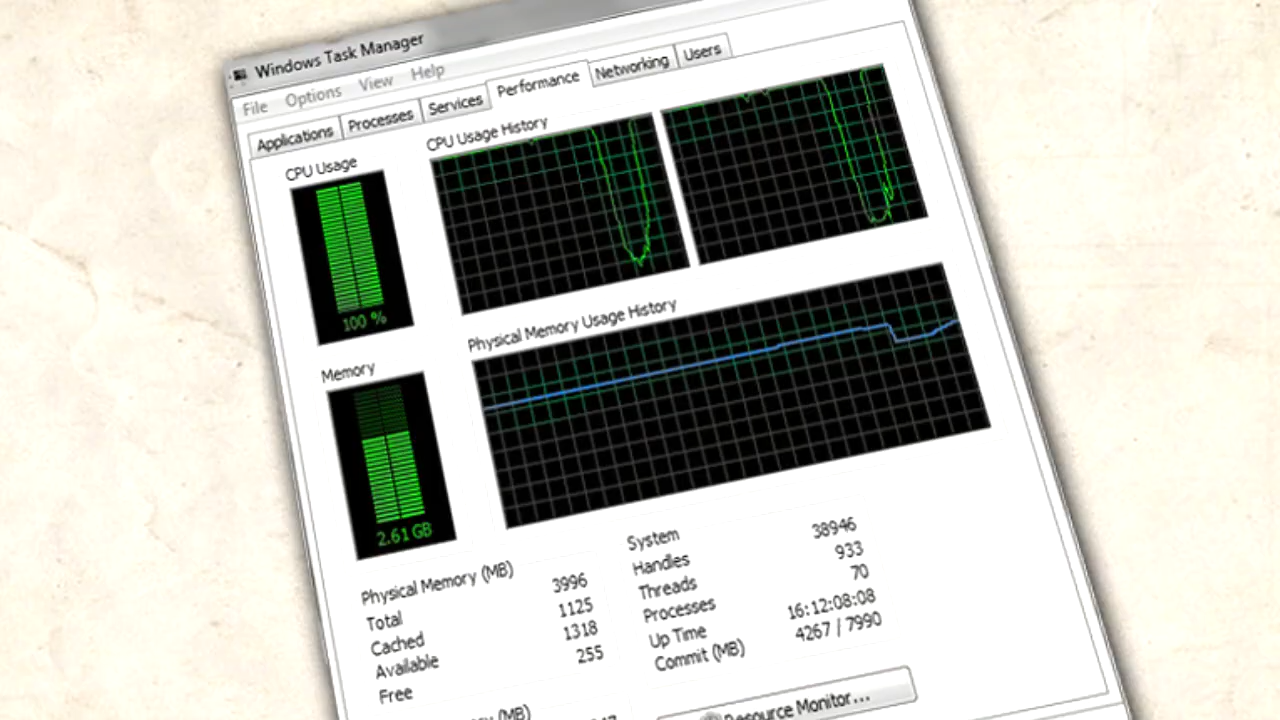 Windows Task Manager
File Options View Help
Applications Processes Services Performance Networking Users
CPU Usage
CPU Usage History
100 %
Memory
Physical Memory Usage History
2.61 GB
Physical Memory (MB)
Total 3996
Cached 1125
Available 1318
Free 255
System
Handles 38946
Threads 933
Processes 70
Up Time 16:12:08:08
Commit (MB) 4267 / 7990
(MB)
Resource Monitor...